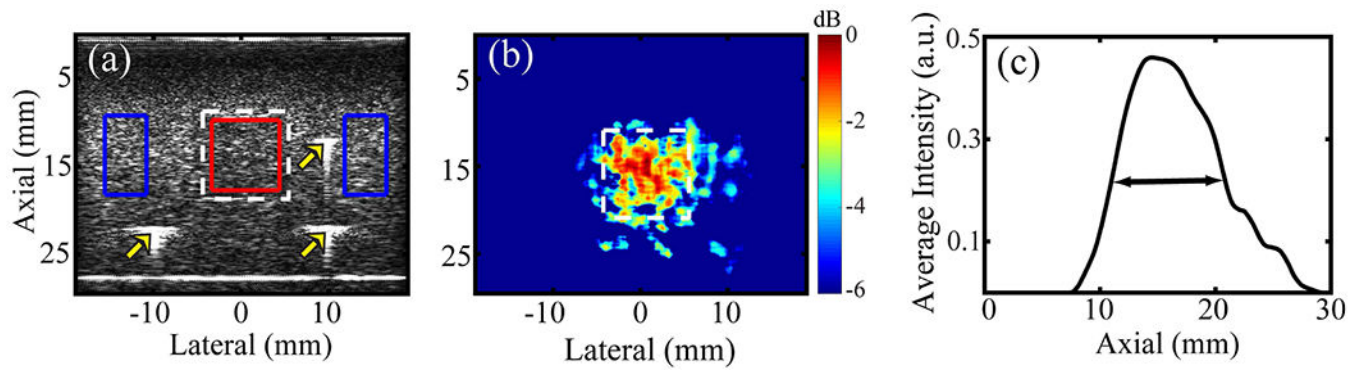 (a)
5
15
25
Axial (mm)
-10 0 10
Lateral (mm)
(b)
5
15
25
-10 0 10
Lateral (mm)
dB
0
-2
-4
-6
(c)
0.5
0.3
0.1
Average Intensity (a.u.)
0 10 20 30
Axial (mm)